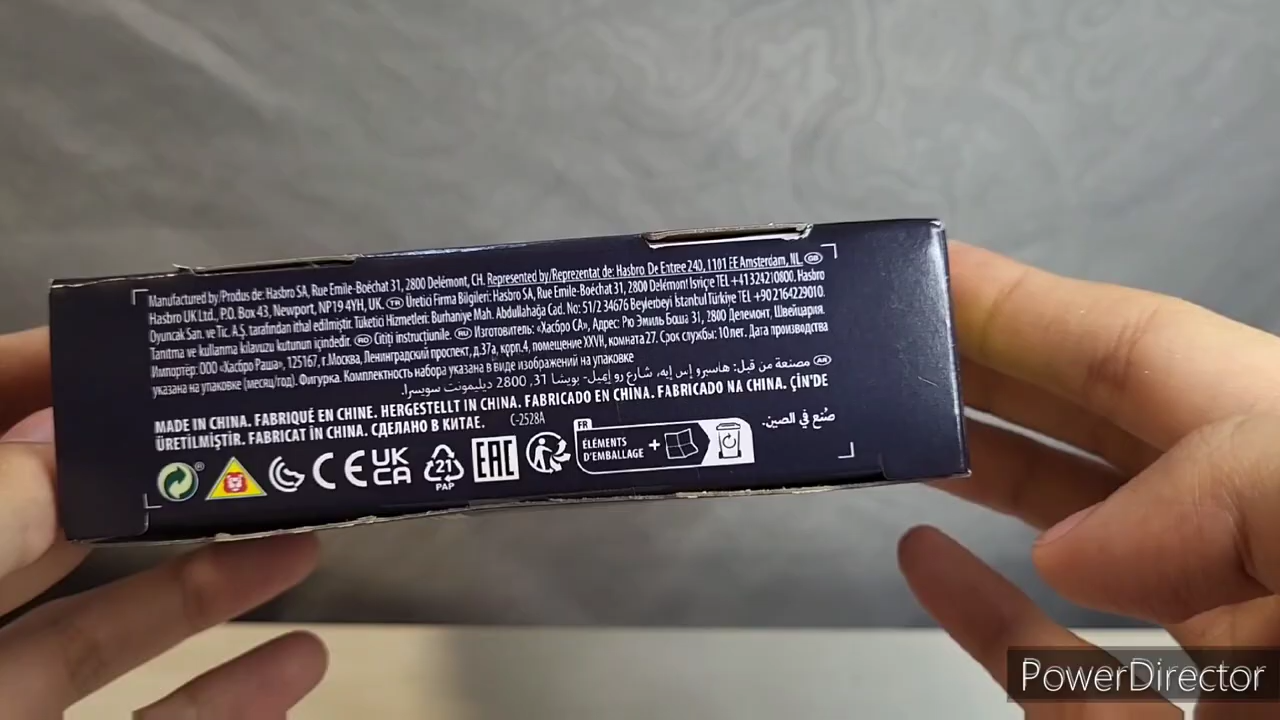 Manufactured by/Produs de: Hasbro SA, Rue Emile-Boéchat 31, 2800 Delémont, CH. Represented by/Reprezentat de: Hasbro, De Entree 240, 1101 EE Amsterdam, NL. GB
Hasbro UK Ltd., P.O. Box 43, Newport, NP19 4YH, UK. TR Üretici Firma Bilgileri: Hasbro SA, Rue Emile-Boéchat 31, 2800 Delémont İsviçre TEL +41324210800. Hasbro
Oyuncak San. ve Tic. A.Ş. tarafından ithal edilmiştir. Tüketici Hizmetleri: Burhaniye Mah. Abdullahağa Cad. No: 51/2 34676 Beylerbeyi İstanbul Türkiye TEL +90 2164229010.
Tanıtma ve kullanma kılavuzu kutunun içindedir. RO Citiți instrucțiunile. RU Изготовитель: «Хасбро СА», Адрес: Рю Эмиль Боша 31, 2800 Делемонт, Швейцария.
Импортер: ООО «Хасбро Раша», 125167, г.Москва, Ленинградский проспект, д.37а, корп.4, помещение XXVII, комната 27. Срок службы: 10 лет. Дата производства
указана на упаковке (месяц/год). Фигурка. Комплектность набора указана в виде изображений на упаковке
AR مصنعة من قبل: هاسبرو إس إيه، شارع رو إميل- بويشا 31, 2800 ديليمونت سويسرا.
MADE IN CHINA. FABRIQUÉ EN CHINE. HERGESTELLT IN CHINA. FABRICADO EN CHINA. FABRICADO NA CHINA. ÇİN'DE
ÜRETİLMİŞTİR. FABRICAT ÎN CHINA. СДЕЛАНО В КИТАЕ. C-2528A صُنع في الصين.
CE UK CA 21 PAP EAC FR ÉLÉMENTS
D'EMBALLAGE +
PowerDirector